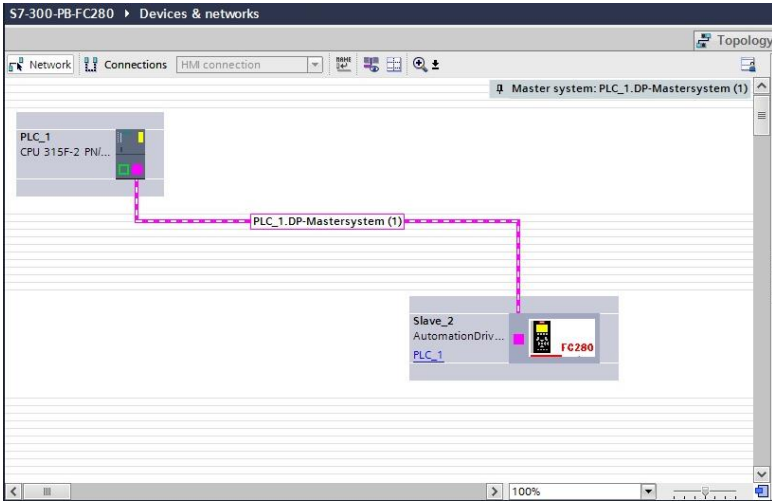 S7-300-PB-FC280 ▸ Devices & networks
Topology
Network Connections HMI connection
Master system: PLC_1.DP-Mastersystem (1)
PLC_1
CPU 315F-2 PN/...
PLC_1.DP-Mastersystem (1)
Slave_2
AutomationDriv...
PLC_1
FC280
100%